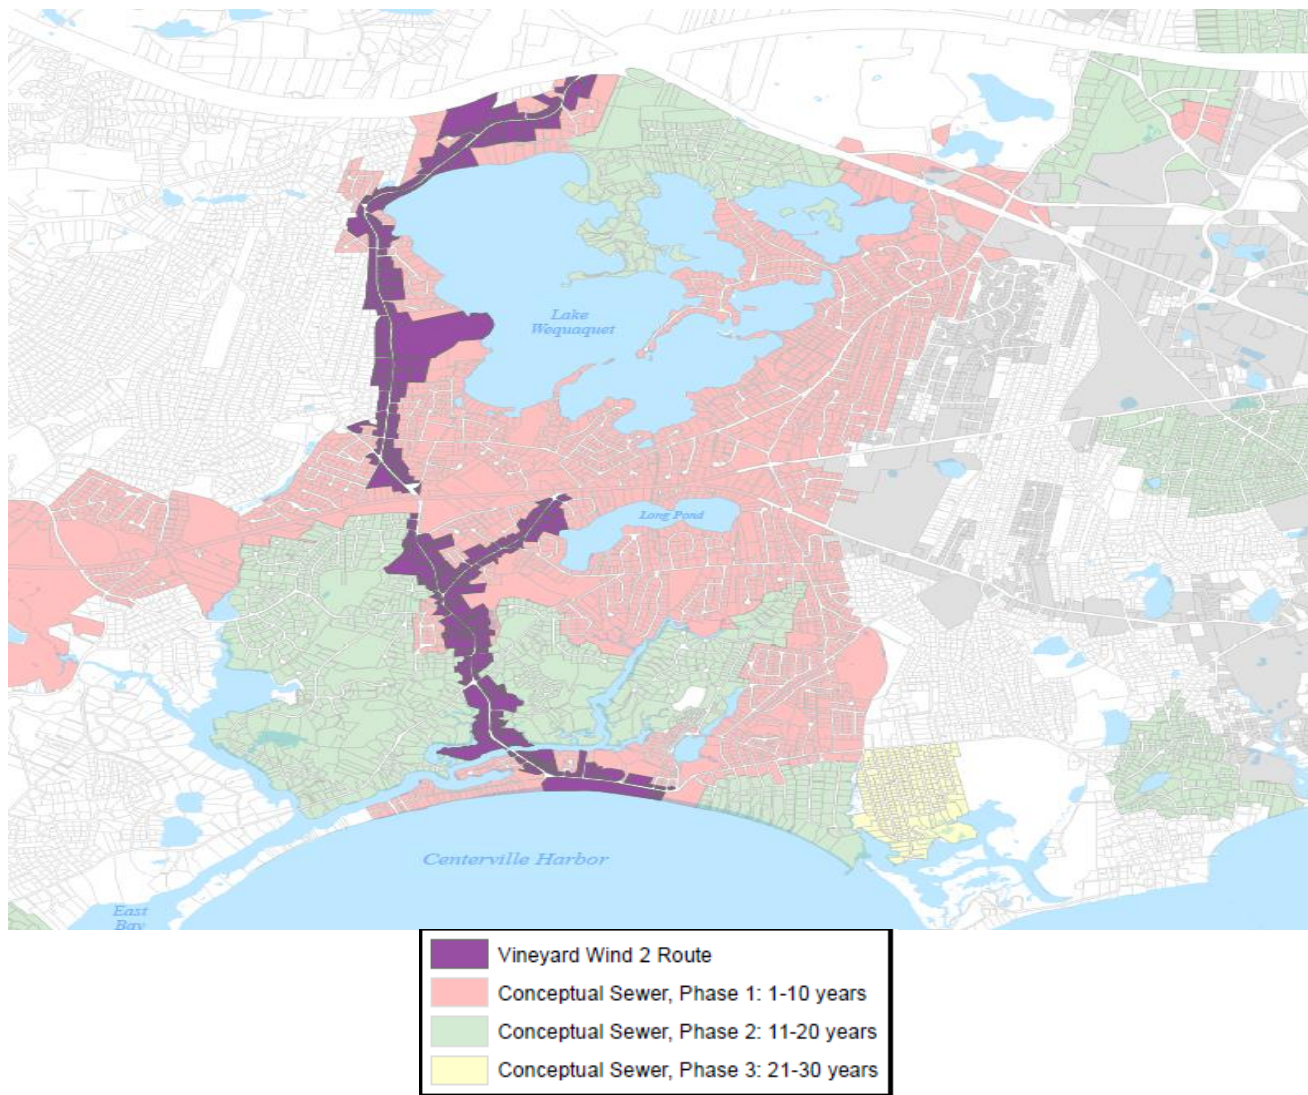 Lake
Wequaquet
Long Pond
Centerville Harbor
East
Bay
Vineyard Wind 2 Route
Conceptual Sewer, Phase 1: 1-10 years
Conceptual Sewer, Phase 2: 11-20 years
Conceptual Sewer, Phase 3: 21-30 years